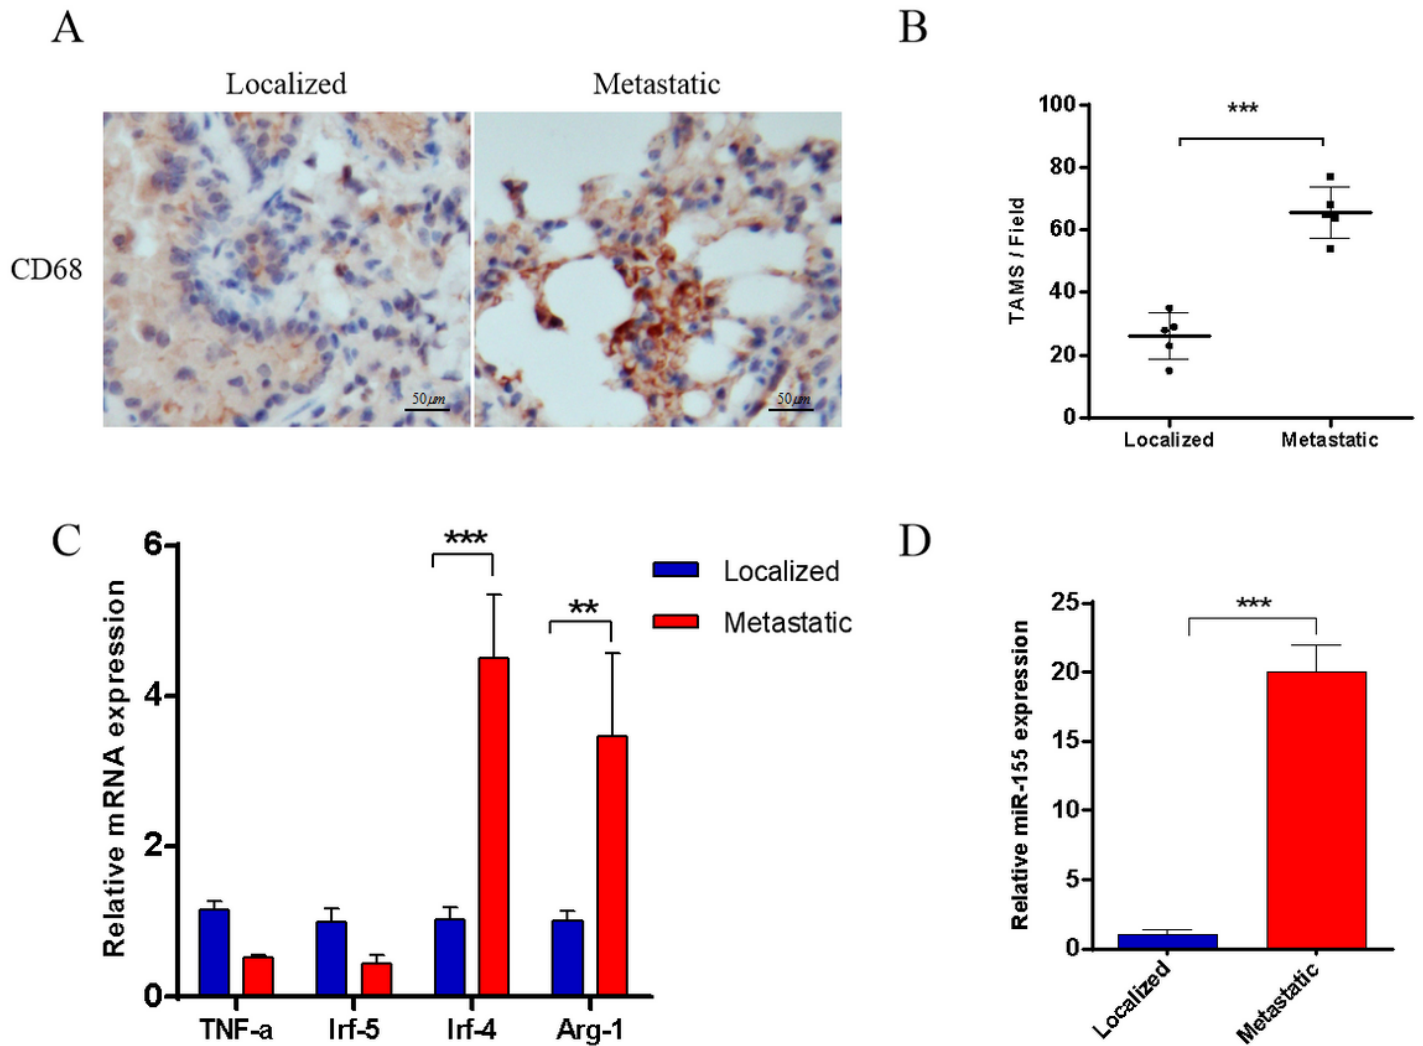 A
Localized
Metastatic
CD68
50μm
50μm
B
100
80
60
40
20
0
TAMS / Field
***
Localized
Metastatic
C
6
4
2
0
Relative mRNA expression
***
**
Localized
Metastatic
TNF-a
Irf-5
Irf-4
Arg-1
D
25
20
15
10
5
0
Relative miR-155 expression
***
Localized
Metastatic